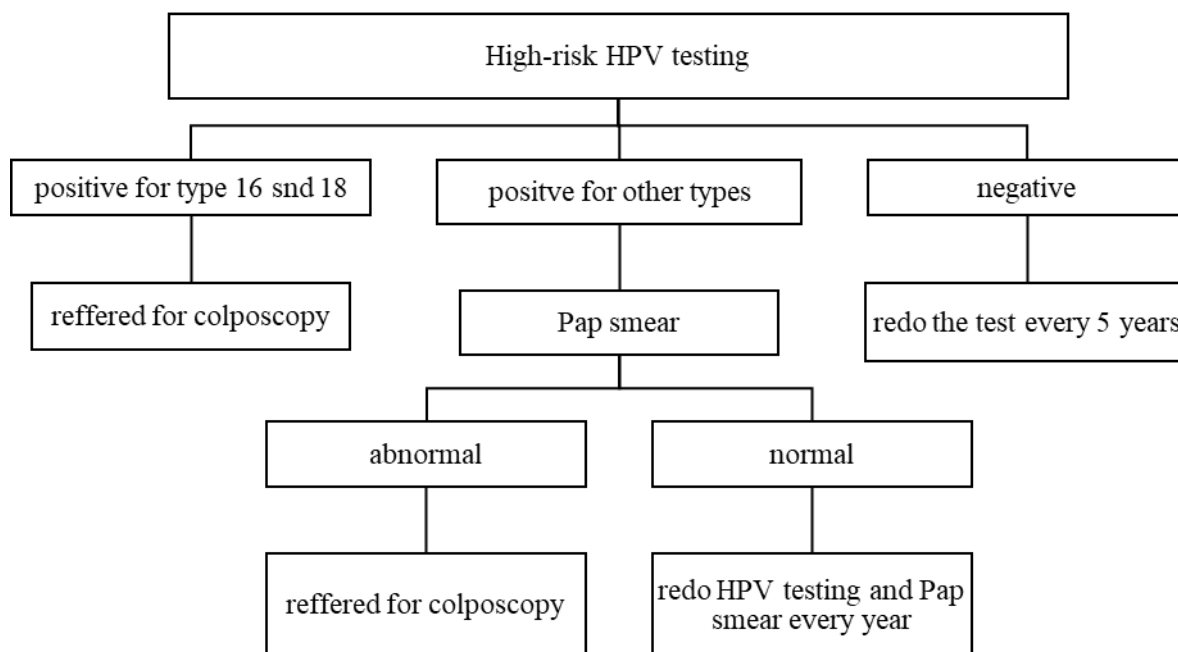 High-risk HPV testing
positive for type 16 snd 18
positve for other types
negative
reffered for colposcopy
Pap smear
redo the test every 5 years
abnormal
normal
reffered for colposcopy
redo HPV testing and Pap
smear every year